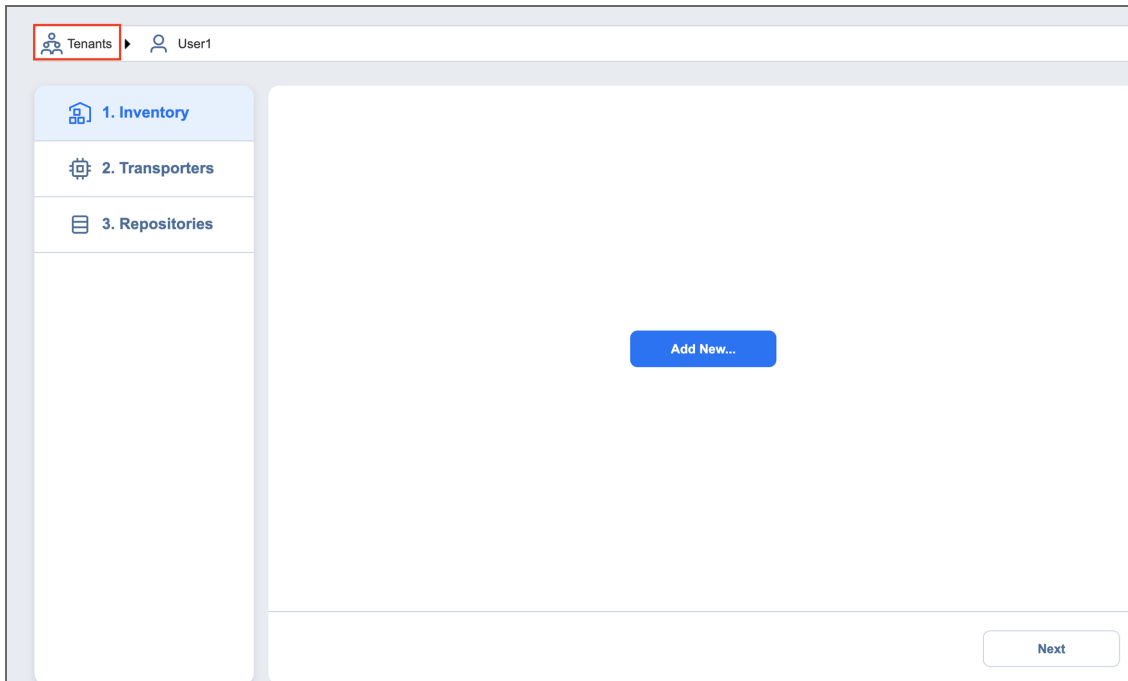 Tenants User1
1. Inventory
2. Transporters
3. Repositories
Add New...
Next